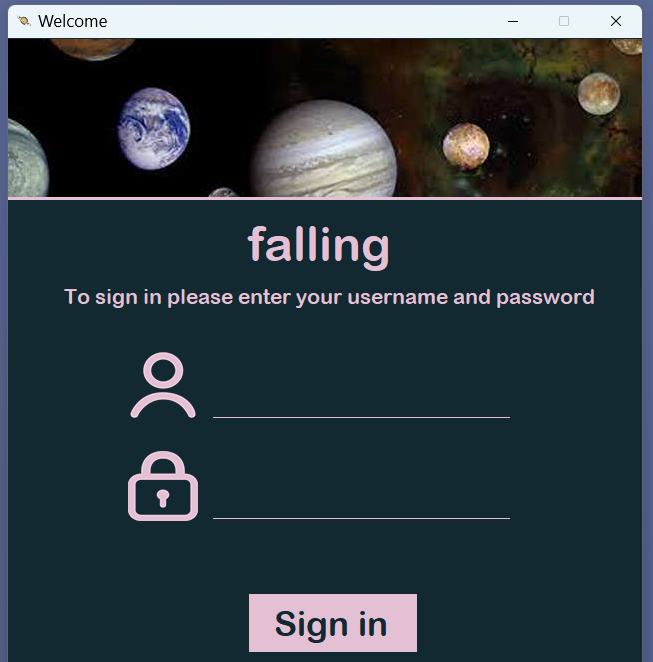 Welcome
falling
To sign in please enter your username and password
Sign in